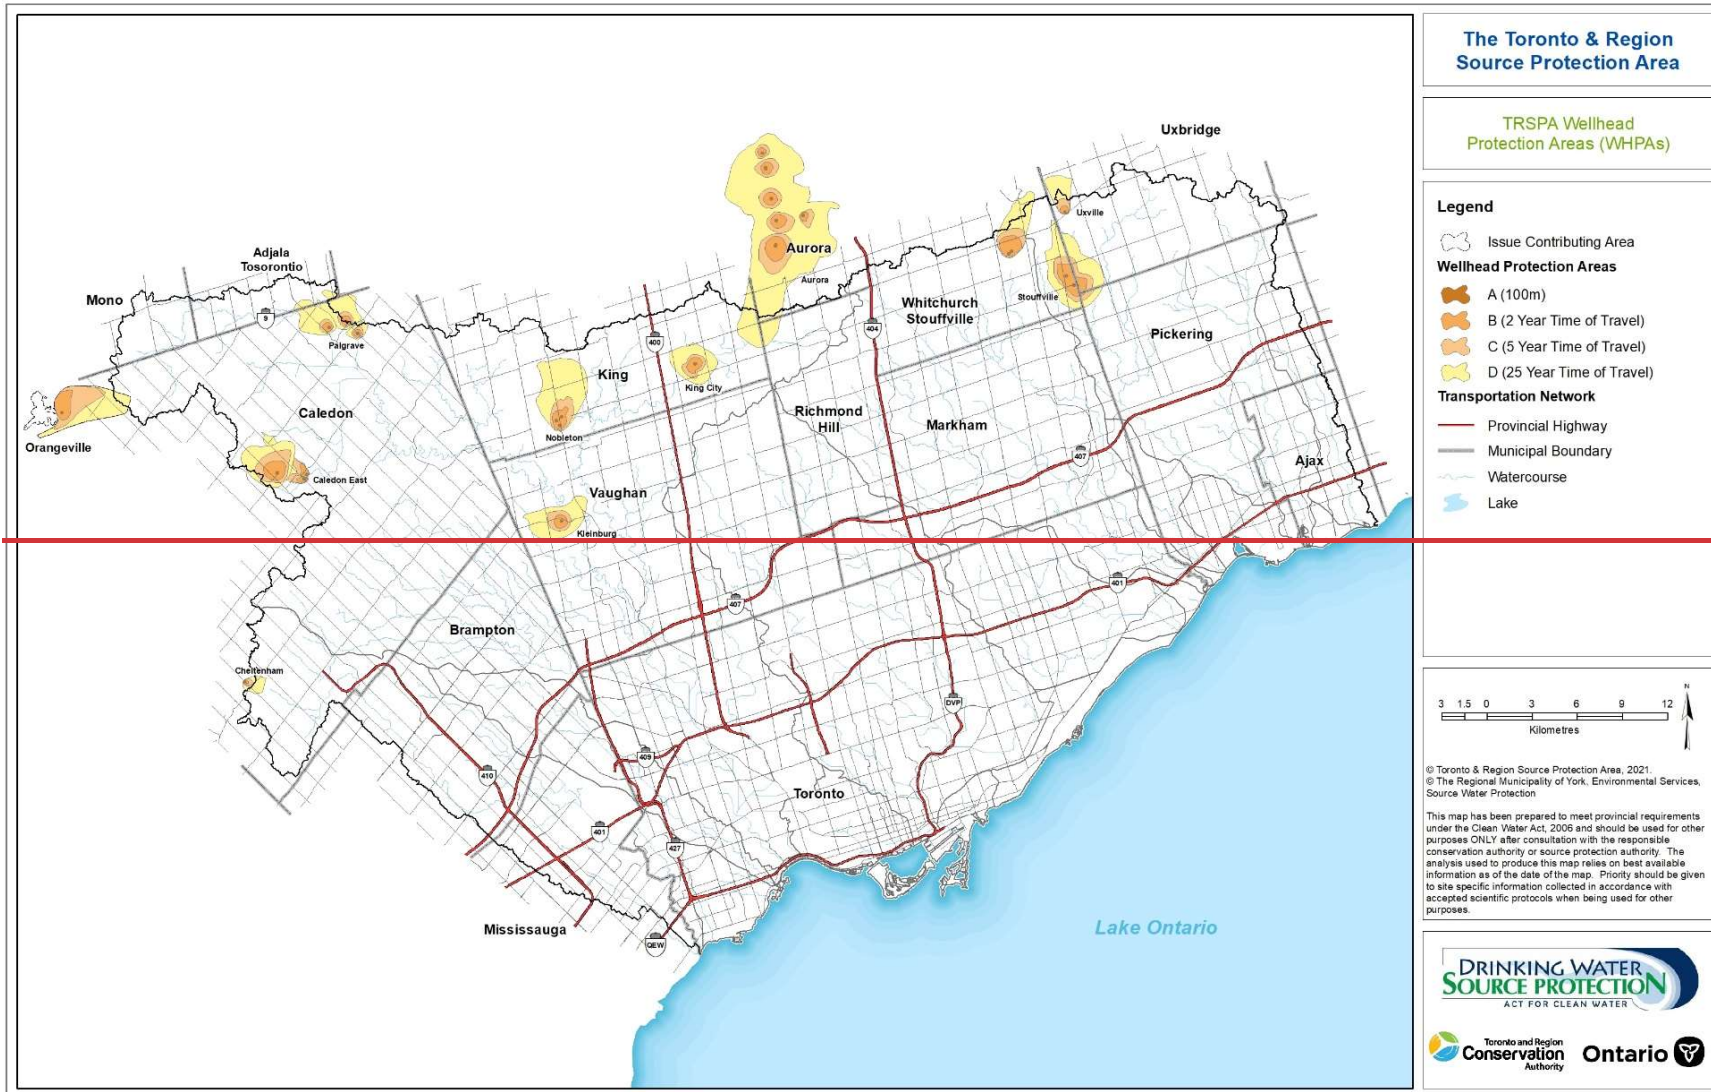 The Toronto & Region
Source Protection Area
TRSPA Wellhead
Protection Areas (WHPAs)
Legend
Issue Contributing Area
Wellhead Protection Areas
A (100m)
B (2 Year Time of Travel)
C (5 Year Time of Travel)
D (25 Year Time of Travel)
Transportation Network
Provincial Highway
Municipal Boundary
Watercourse
Lake
Uxbridge
Uxville
Adjala
Tosorontio
Aurora
Aurora
Mono
9
Palgrave
Stouffville
Whitchurch
Stouffville
400
404
Pickering
King
King City
Caledon
Richmond
Hill
Markham
Nobleton
Orangeville
407
Ajax
Caledon East
Vaughan
Kleinburg
401
407
Brampton
Cheltenham
DVP
409
410
Toronto
401
427
Mississauga
QEW
Lake Ontario
N
3 1.5 0 3 6 9 12
Kilometres
© Toronto & Region Source Protection Area, 2021.
© The Regional Municipality of York, Environmental Services,
Source Water Protection
This map has been prepared to meet provincial requirements
under the Clean Water Act, 2006 and should be used for other
purposes ONLY after consultation with the responsible
conservation authority or source protection authority. The
analysis used to produce this map relies on best available
information as of the date of the map. Priority should be given
to site specific information collected in accordance with
accepted scientific protocols when being used for other
purposes.
DRINKING WATER
SOURCE PROTECTION
ACT FOR CLEAN WATER
Toronto and Region
Conservation
Authority
Ontario